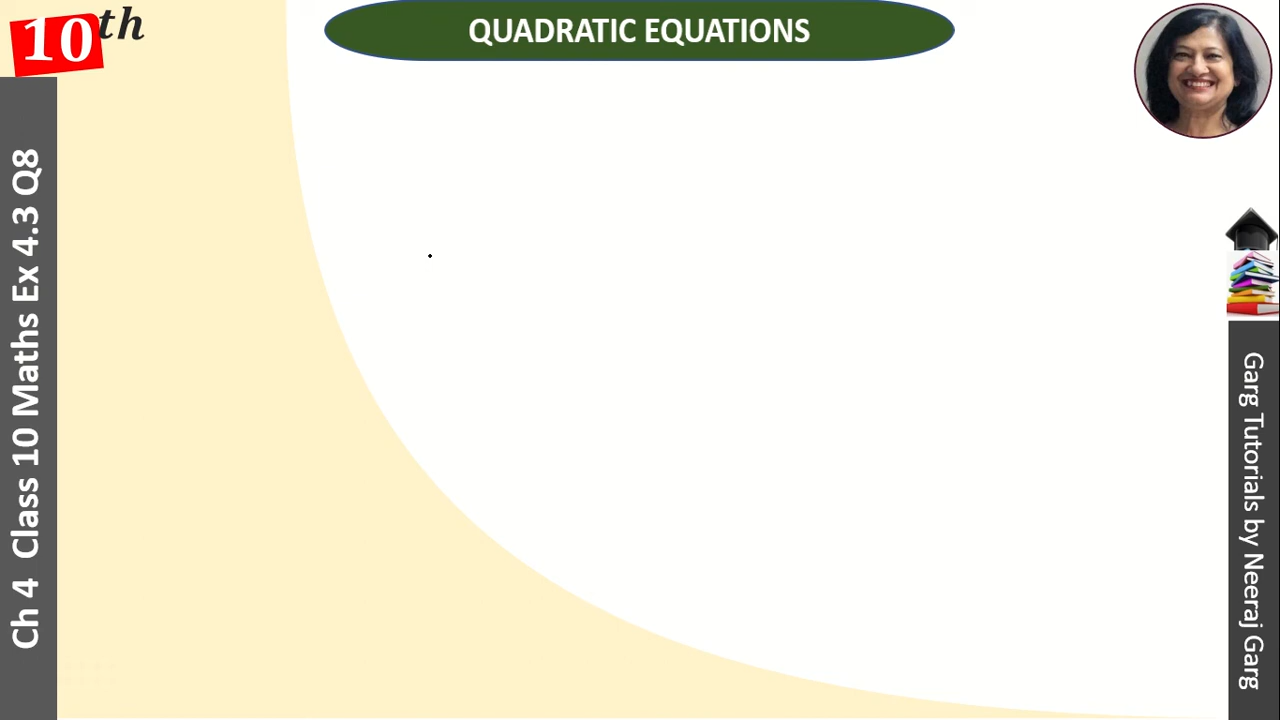 10th
QUADRATIC EQUATIONS
Ch 4 Class 10 Maths Ex 4.3 Q8
Garg Tutorials by Neeraj Garg